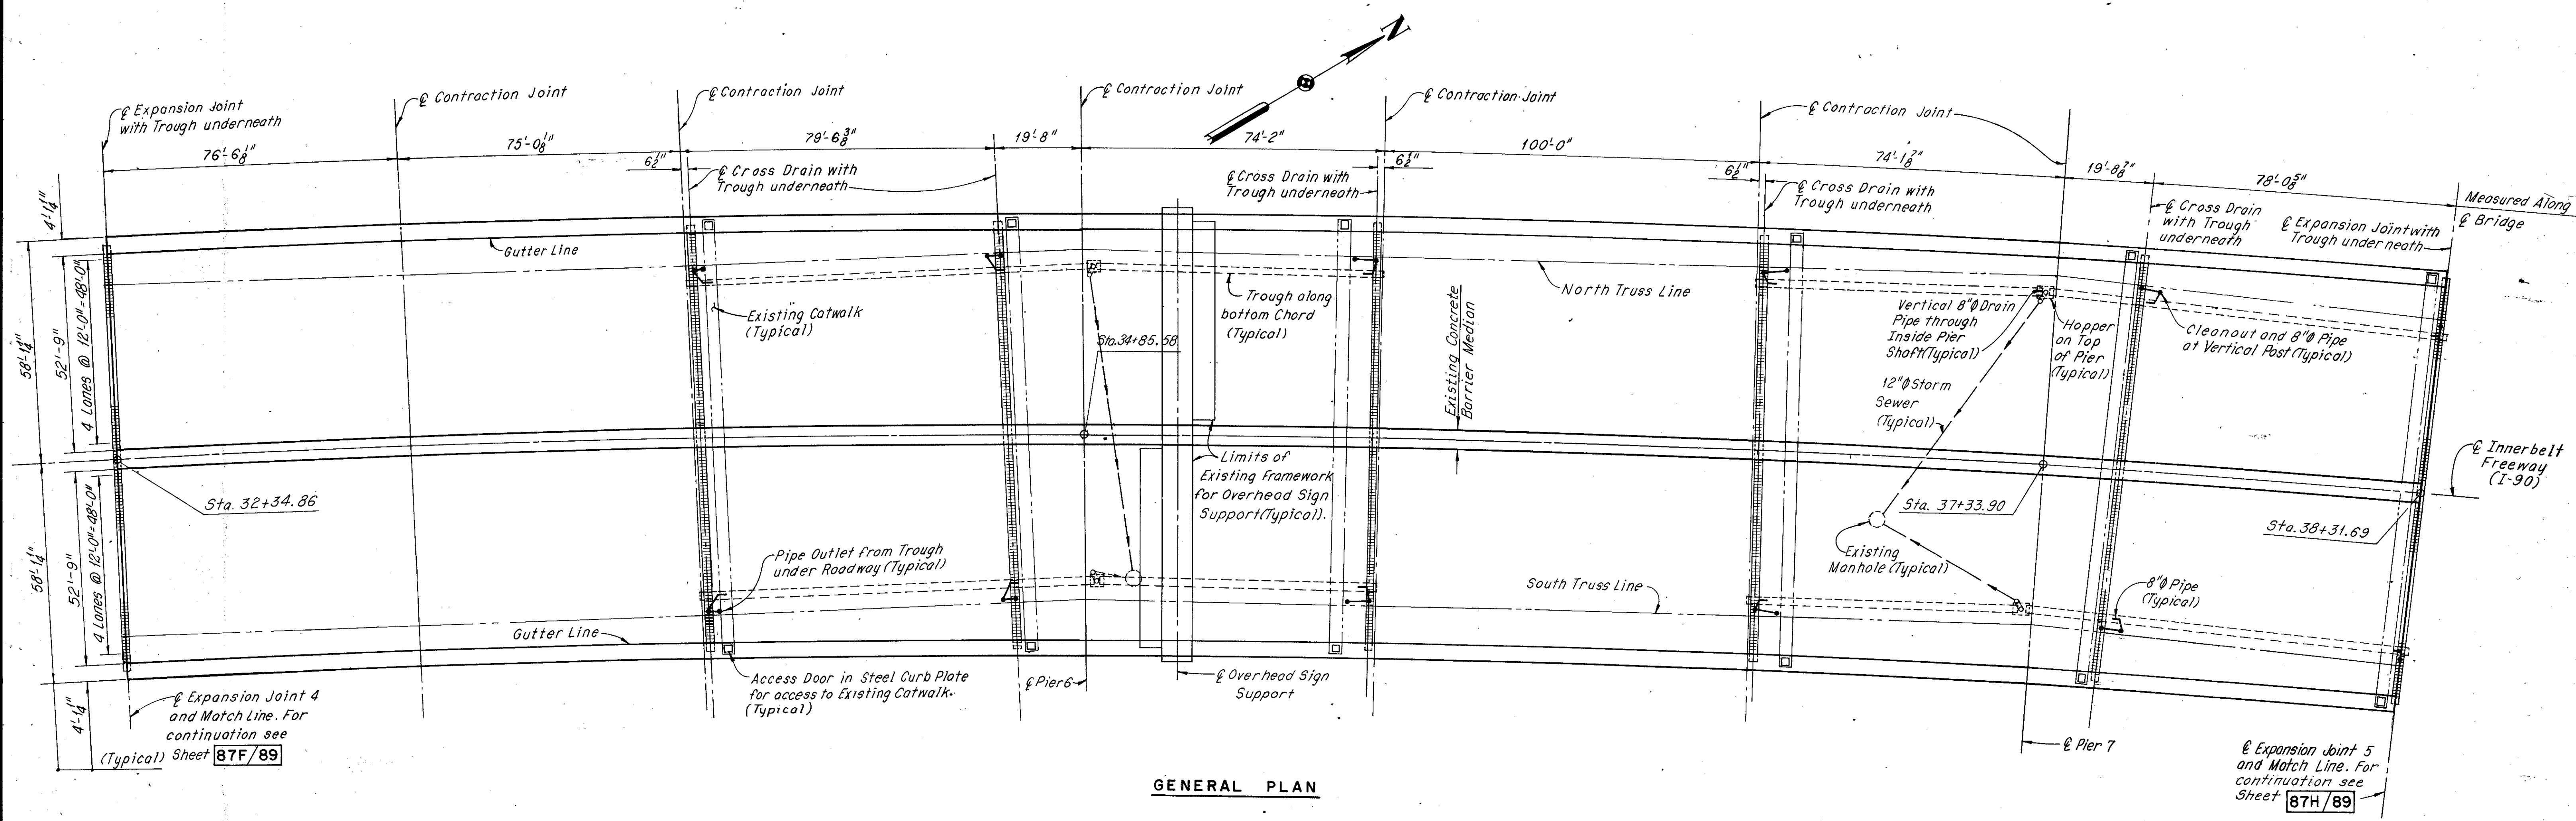 N
℄ Expansion Joint
with Trough underneath
℄ Contraction Joint
℄ Contraction Joint
℄ Contraction Joint
℄ Contraction Joint
℄ Contraction Joint
76'-6 1/8"
75'-0 1/8"
79'-6 3/8"
19'-8"
74'-2"
100'-0"
74'-1 7/8"
19'-8 7/8"
78'-0 5/8"
Measured Along
℄ Bridge
6 1/2"
℄ Cross Drain with
Trough underneath
℄ Cross Drain with
Trough underneath
6 1/2"
6 1/2"
℄ Cross Drain with
Trough underneath
℄ Cross Drain
with Trough
underneath
℄ Expansion Joint with
Trough underneath
4'-1 1/4"
58'-1 1/4"
52'-9"
4 Lanes @ 12'-0"=48'-0"
58'-1 1/4"
52'-9"
4 Lanes @ 12'-0"=48'-0"
4'-1 1/4"
(Typical)
Gutter Line
Existing Catwalk
(Typical)
Sta. 34+85.58
Trough along
bottom Chord
(Typical)
North Truss Line
Existing Concrete
Barrier Median
Vertical 8"Ø Drain
Pipe through
Inside Pier
Shaft (Typical)
Hopper
on Top
of Pier
(Typical)
Cleanout and 8"Ø Pipe
at Vertical Post (Typical)
12"Ø Storm
Sewer
(Typical)
Limits of
Existing Framework
for Overhead Sign
Support (Typical).
℄ Innerbelt
Freeway
(I-90)
Sta. 32+34.86
Sta. 37+33.90
Sta. 38+31.69
Pipe Outlet from Trough
under Roadway (Typical)
Existing
Manhole (Typical)
South Truss Line
8"Ø Pipe
(Typical)
Gutter Line
Access Door in Steel Curb Plate
for access to Existing Catwalk.
(Typical)
℄ Pier 6
℄ Overhead Sign
Support
℄ Pier 7
℄ Expansion Joint 4
and Match Line. For
continuation see
Sheet 87F/89
℄ Expansion Joint 5
and Match Line. For
continuation see
Sheet 87H/89
GENERAL PLAN